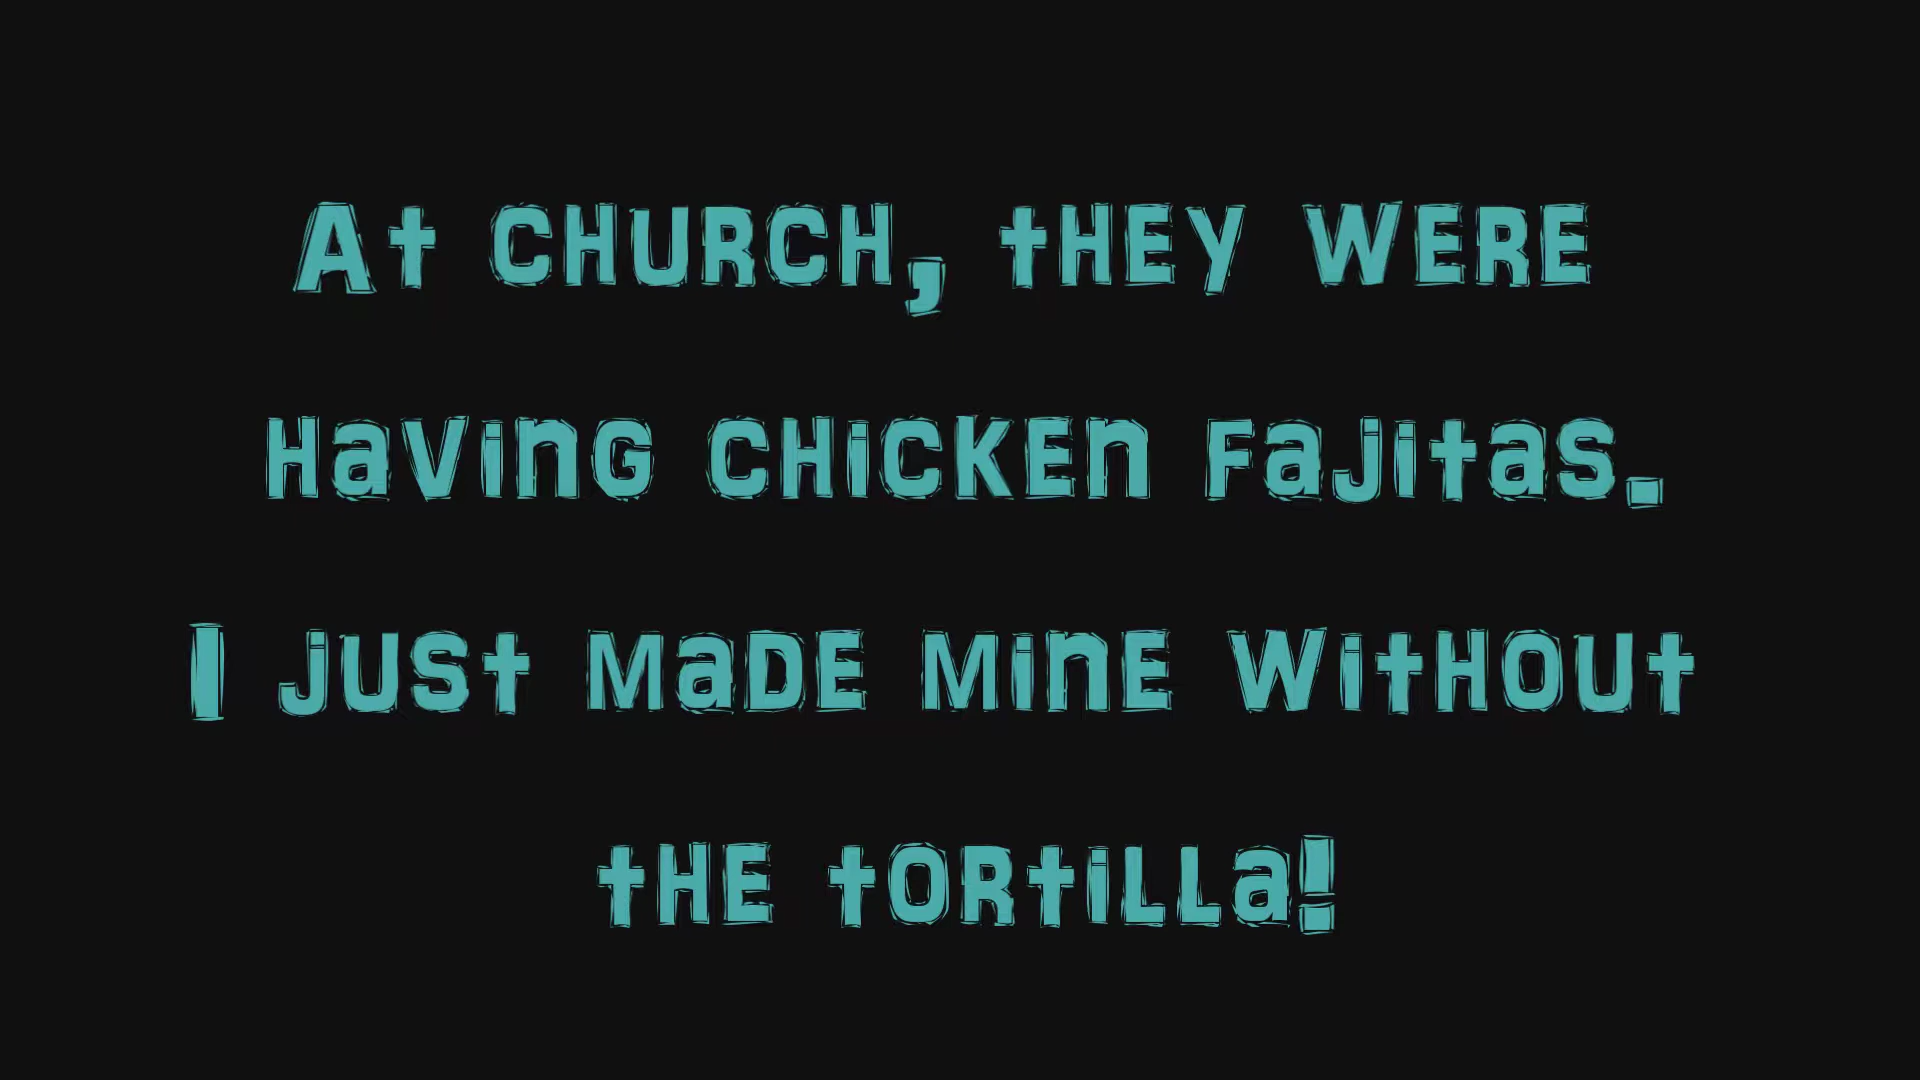 At church, they were
having chicken fajitas.
I just made mine without
the tortilla!